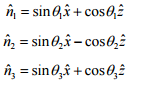 n̂₁ = sinθ₁x̂ + cosθ₁ẑ
n̂₂ = sinθ₂x̂ − cosθ₂ẑ
n̂₃ = sinθ₃x̂ + cosθ₃ẑ